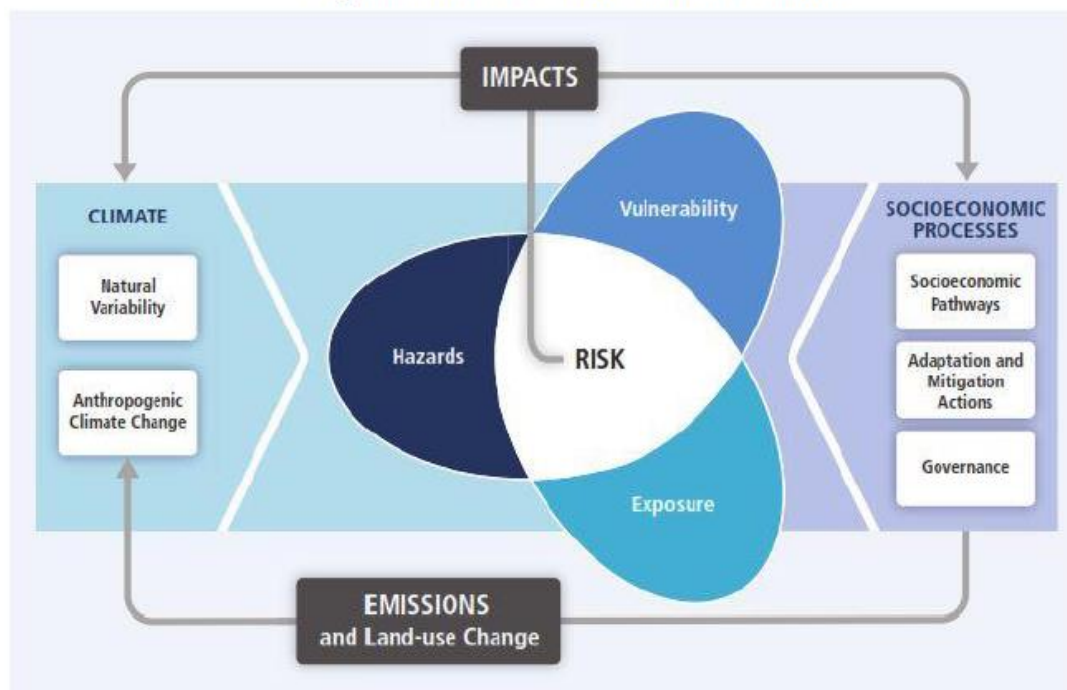 IMPACTS
CLIMATE
Natural
Variability
Anthropogenic
Climate Change
Vulnerability
Hazards
RISK
Exposure
SOCIOECONOMIC
PROCESSES
Socioeconomic
Pathways
Adaptation and
Mitigation
Actions
Governance
EMISSIONS
and Land-use Change